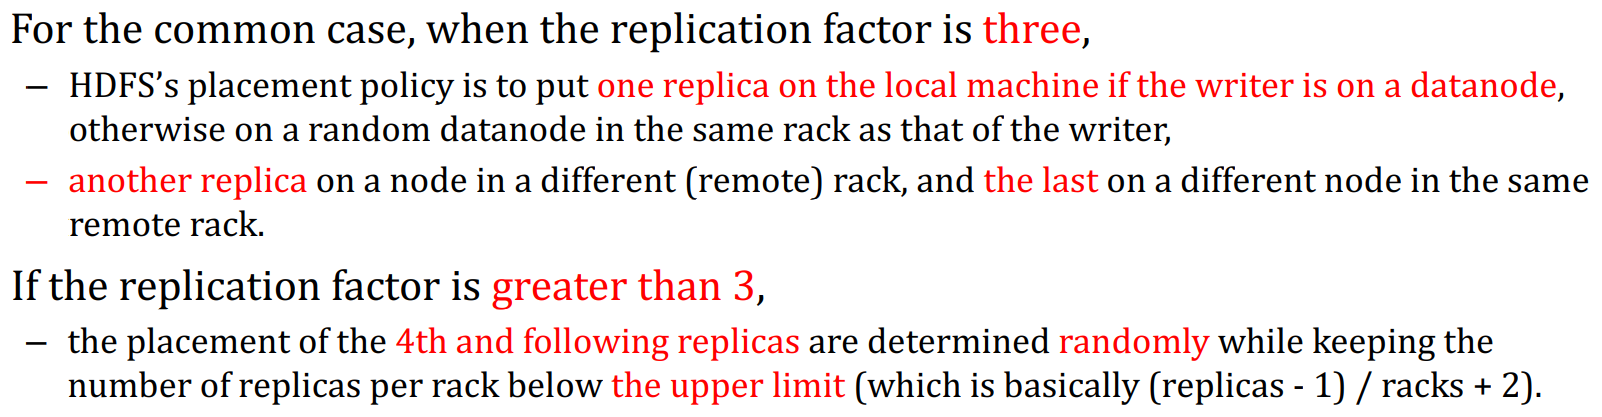 For the common case, when the replication factor is three,
– HDFS’s placement policy is to put one replica on the local machine if the writer is on a datanode,
otherwise on a random datanode in the same rack as that of the writer,
– another replica on a node in a different (remote) rack, and the last on a different node in the same
remote rack.
If the replication factor is greater than 3,
– the placement of the 4th and following replicas are determined randomly while keeping the
number of replicas per rack below the upper limit (which is basically (replicas - 1) / racks + 2).